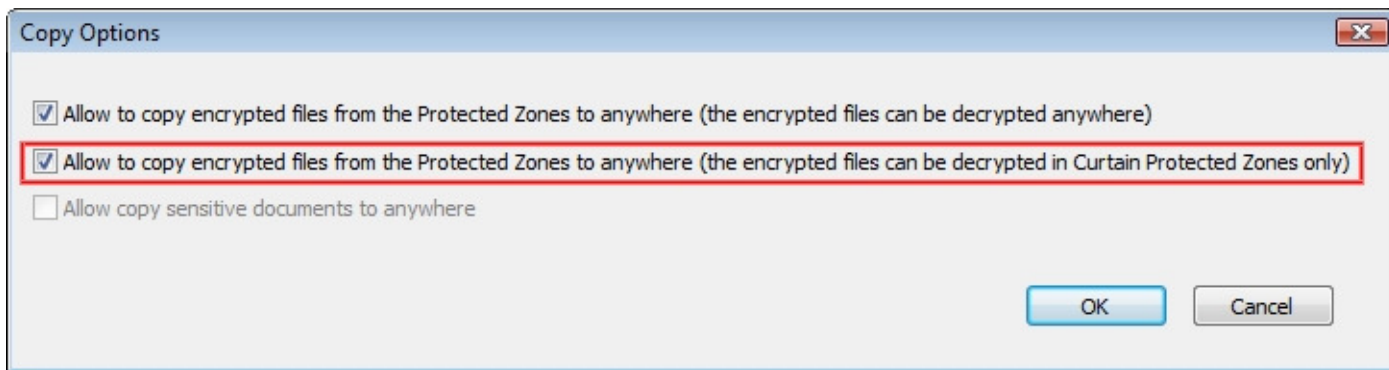 Copy Options
Allow to copy encrypted files from the Protected Zones to anywhere (the encrypted files can be decrypted anywhere)
Allow to copy encrypted files from the Protected Zones to anywhere (the encrypted files can be decrypted in Curtain Protected Zones only)
Allow copy sensitive documents to anywhere
OK Cancel